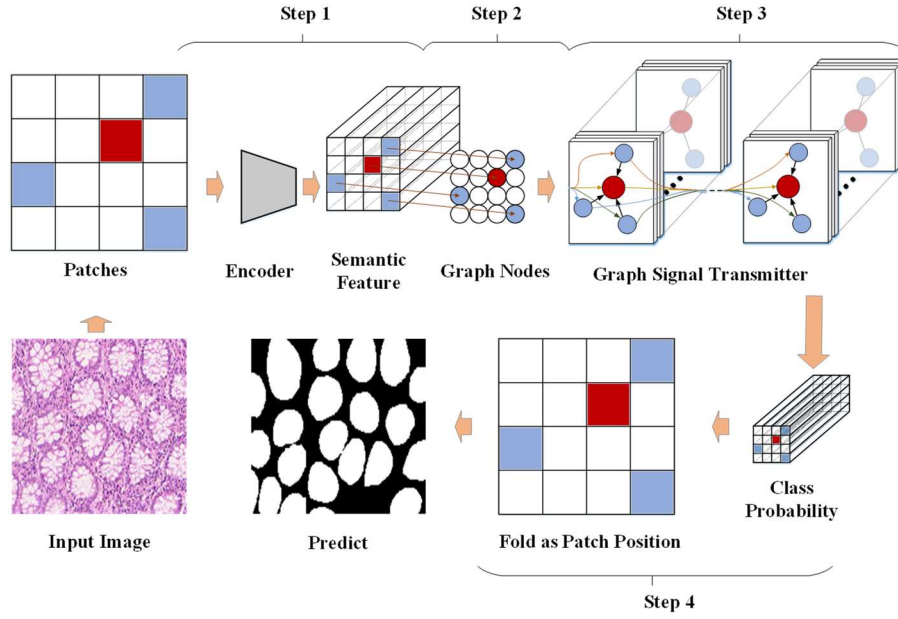 Step 1
Step 2
Step 3
Patches
Encoder
Semantic
Feature
Graph Nodes
Graph Signal Transmitter
Input Image
Predict
Fold as Patch Position
Class
Probability
Step 4